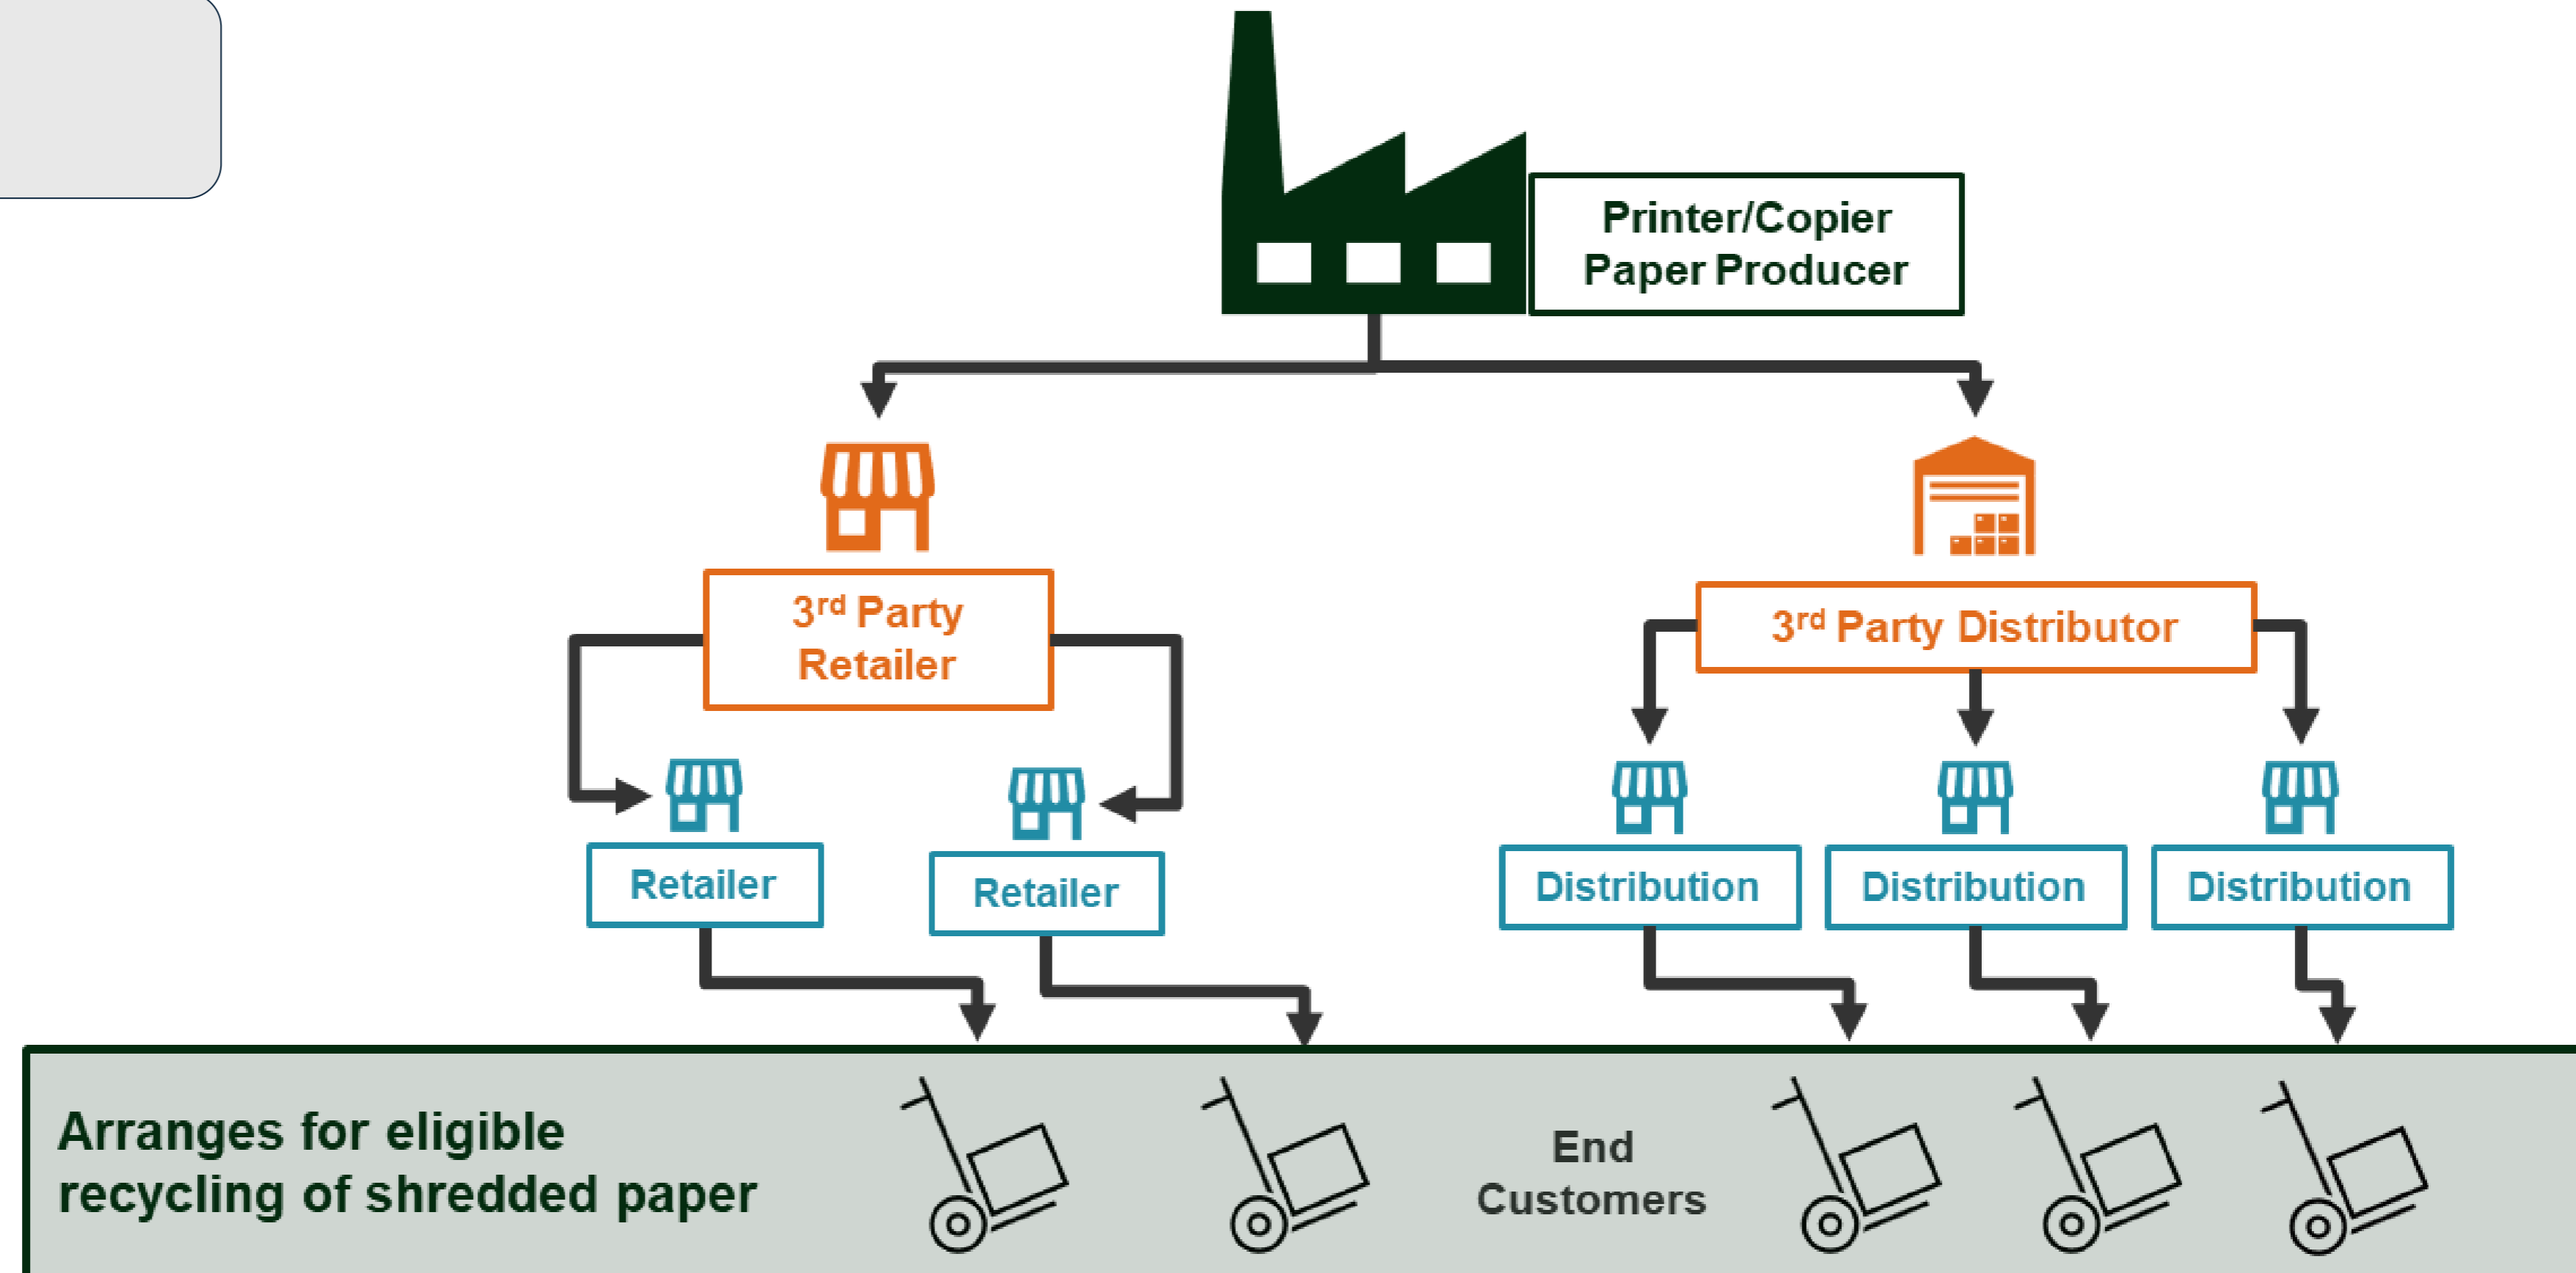 Printer/Copier
Paper Producer
3rd Party
Retailer
3rd Party Distributor
Retailer
Retailer
Distribution
Distribution
Distribution
Arranges for eligible
recycling of shredded paper
End
Customers